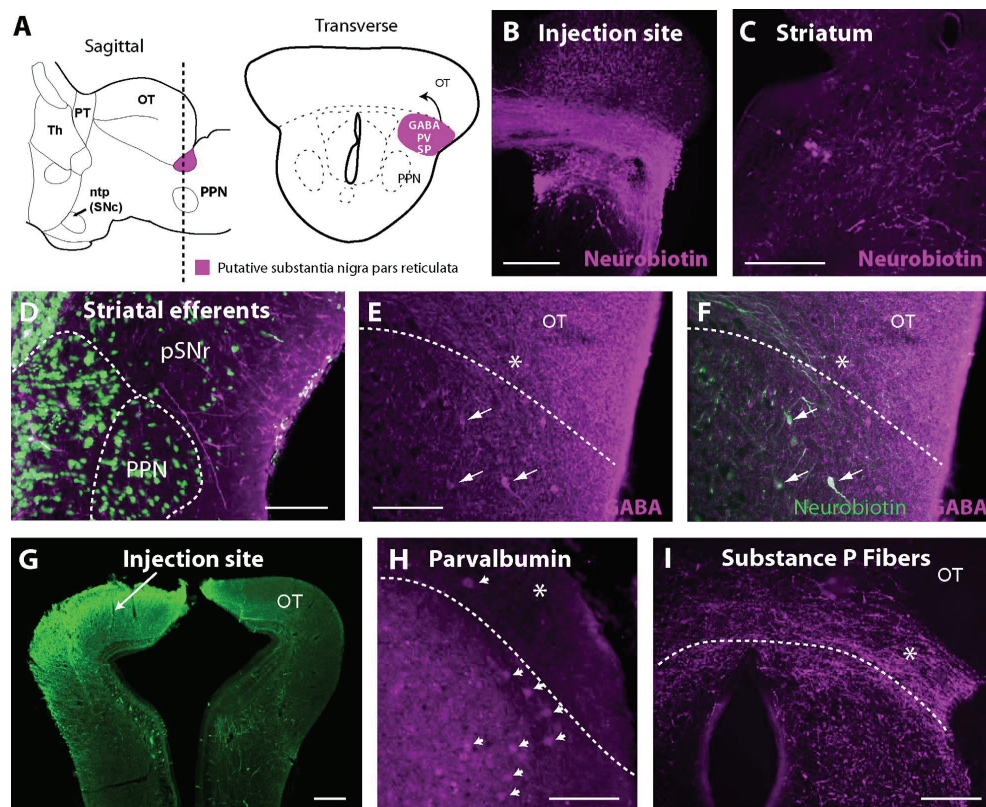 A
Sagittal
Transverse
PT
OT
Th
ntp
(SNc)
PPN
OT
GABA
PV
SP
PPN
Putative substantia nigra pars reticulata
B Injection site
Neurobiotin
C Striatum
Neurobiotin
D Striatal efferents
pSNr
PPN
E
OT
*
GABA
F
OT
*
Neurobiotin
GABA
G Injection site
OT
H Parvalbumin
*
I Substance P Fibers
OT
*